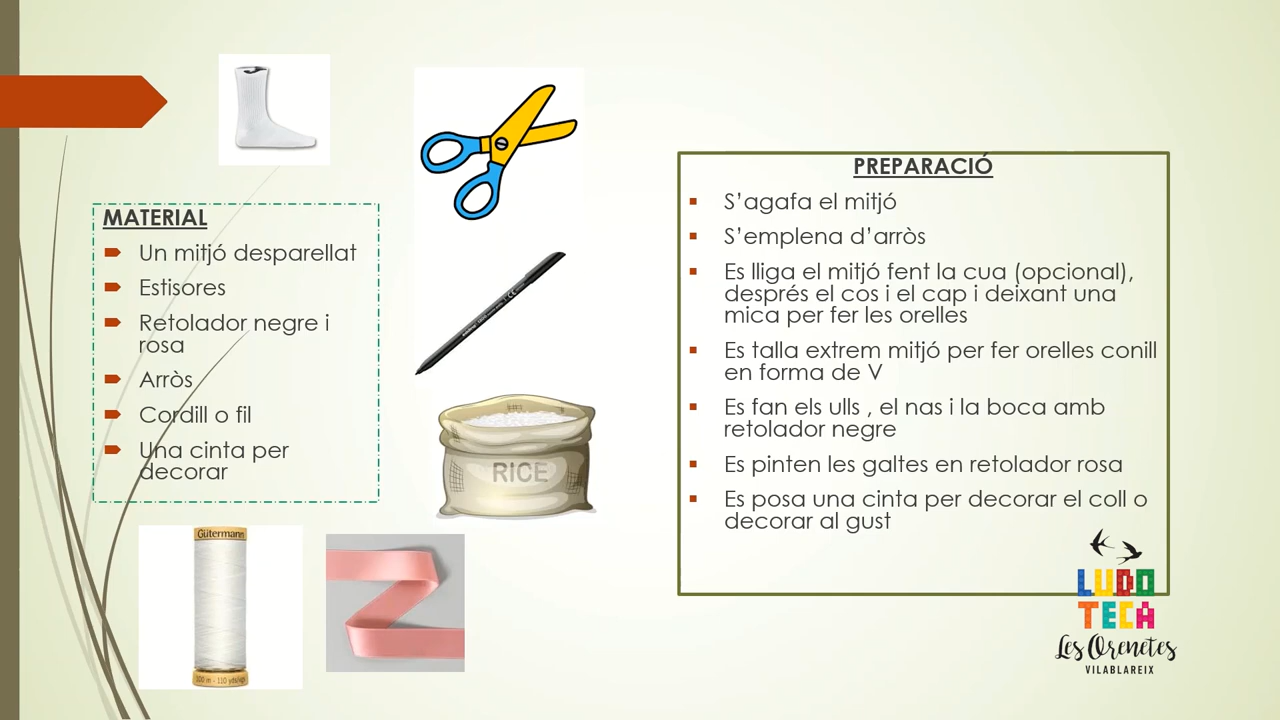 MATERIAL
Un mitjó desparellat
Estisores
Retolador negre i
rosa
Arròs
Cordill o fil
Una cinta per
decorar
RICE
Gütermann
100 m - 110 yds/vgs
PREPARACIÓ
S’agafa el mitjó
S’emplena d’arròs
Es lliga el mitjó fent la cua (opcional),
després el cos i el cap i deixant una
mica per fer les orelles
Es talla extrem mitjó per fer orelles conill
en forma de V
Es fan els ulls , el nas i la boca amb
retolador negre
Es pinten les galtes en retolador rosa
Es posa una cinta per decorar el coll o
decorar al gust
LUDO
TECA
Les Orenetes
VILABLAREIX